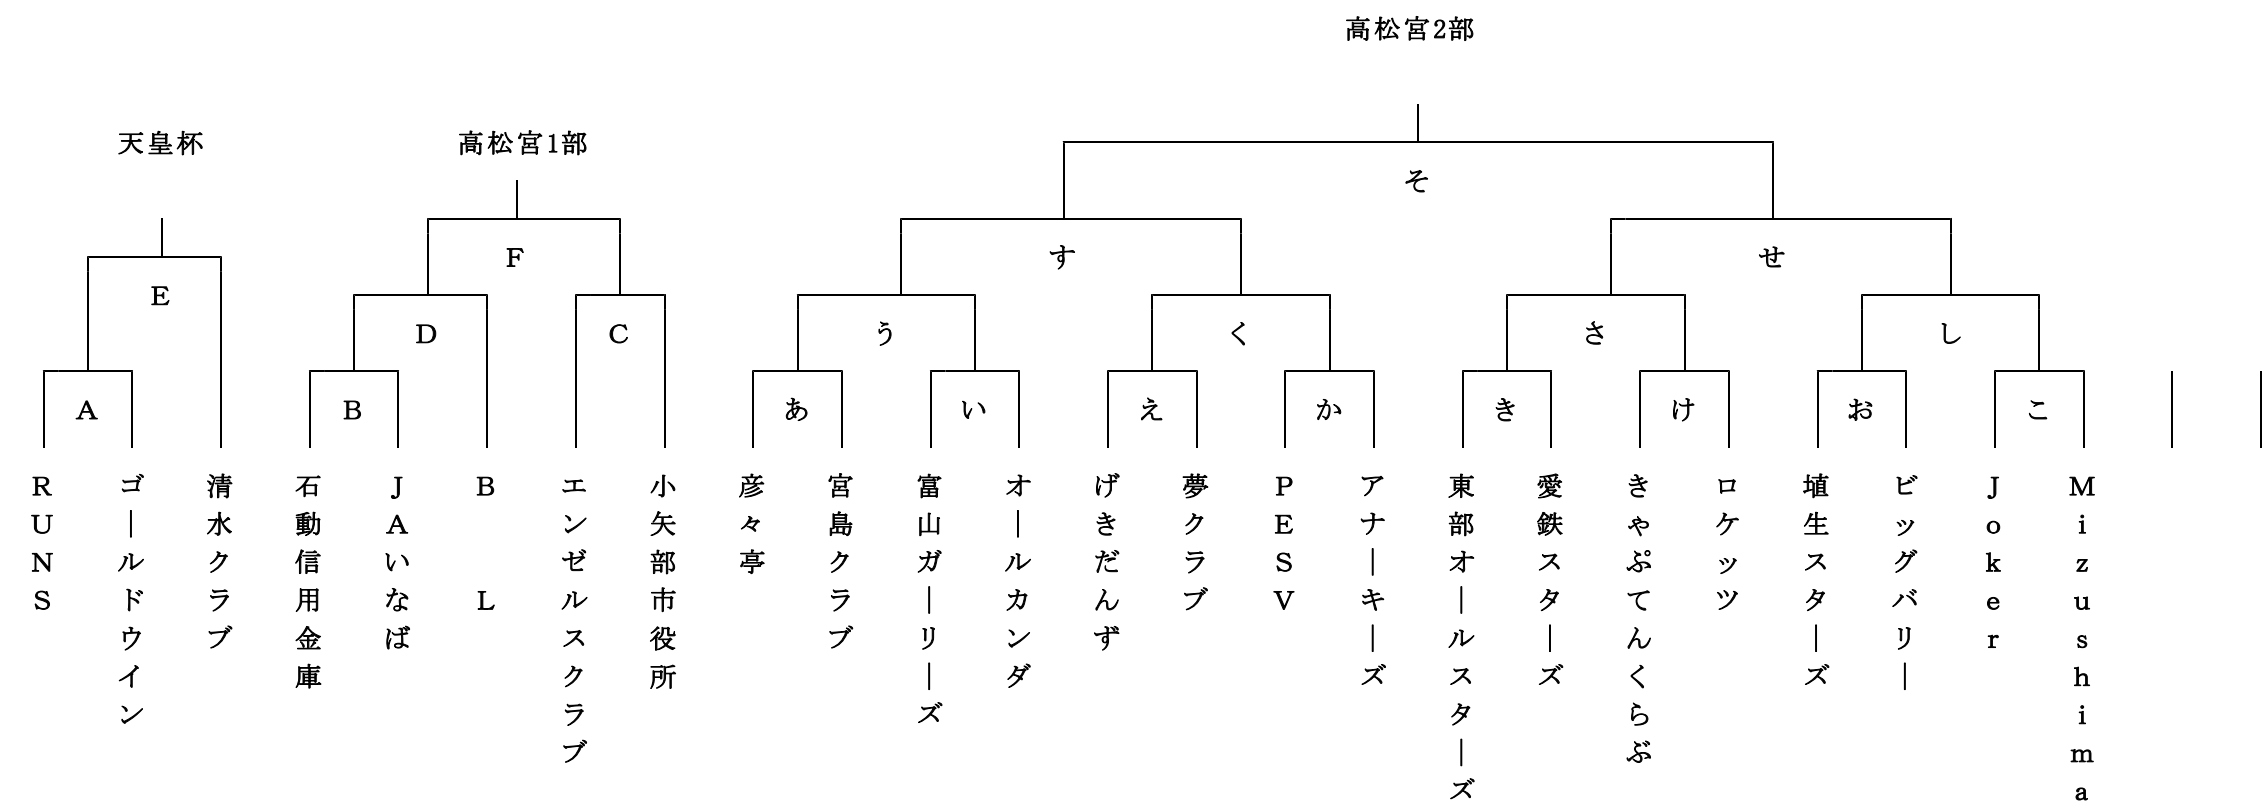 高松宮2部
天皇杯
高松宮1部
そ
F
す
せ
E
D
C
う
く
さ
し
A
B
あ
い
え
か
き
け
お
こ
RUNS
ゴールドウイン
清水クラブ
石動信用金庫
JAいなば
BL
エンゼルスクラブ
小矢部市役所
彦々亭
宮島クラブ
富山ガーリーズ
オールカンダ
げきだんず
夢クラブ
PESV
アナーキーズ
東部オールスターズ
愛鉄スターズ
きゃぷてんくらぶ
ロケッツ
埴生スターズ
ビッグバリー
Joker
Mizushima